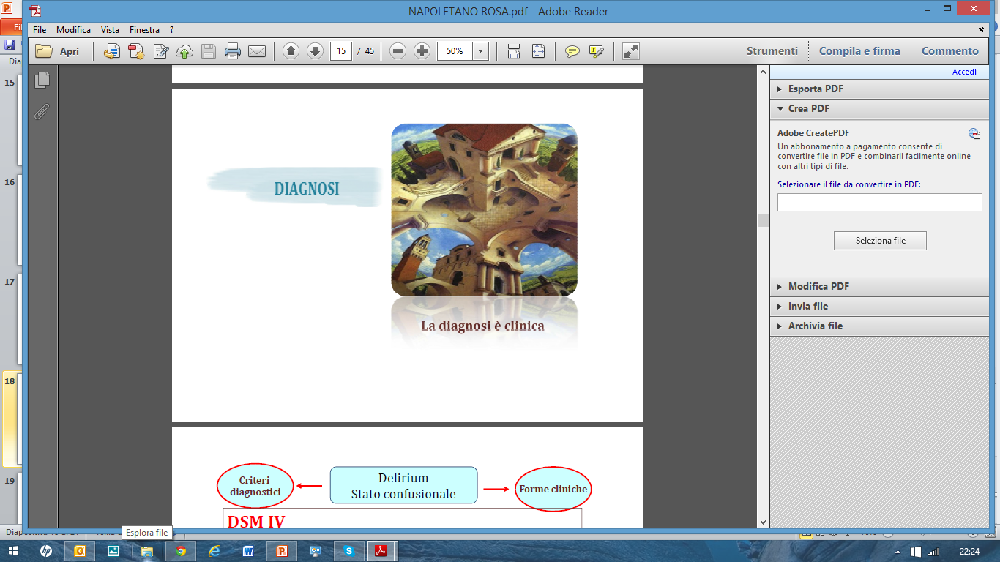 NAPOLETANO ROSA.pdf - Adobe Reader
File Modifica Vista Finestra ?
Apri 15 / 45 50% Strumenti Compila e firma Commento
Accedi
Esporta PDF
Crea PDF
Adobe CreatePDF
Un abbonamento a pagamento consente di
convertire file in PDF e combinarli facilmente online
con altri tipi di file.
Selezionare il file da convertire in PDF:
Seleziona file
Modifica PDF
Invia file
Archivia file
15
16
17
18
19
DIAGNOSI
La diagnosi è clinica
Criteri
diagnostici
Delirium
Stato confusionale
Forme cliniche
DSM IV
Esplora file
22:24